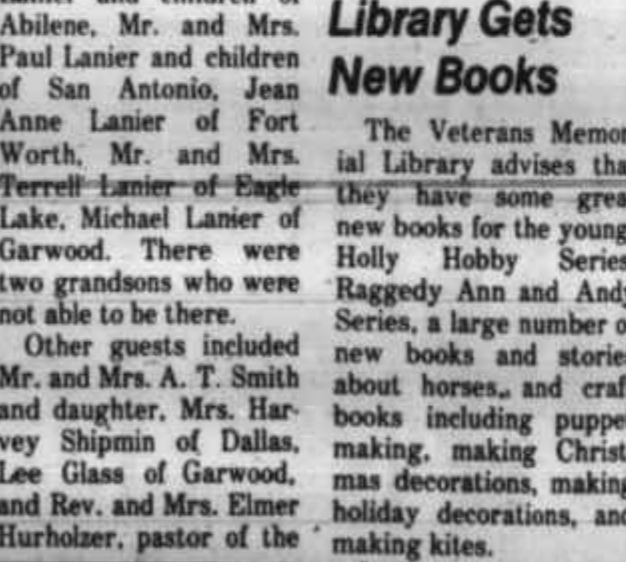 Lanier and children of
Abilene, Mr. and Mrs.
Paul Lanier and children
of San Antonio, Jean
Anne Lanier of Fort
Worth, Mr. and Mrs.
Terrell Lanier of Eagle
Lake, Michael Lanier of
Garwood. There were
two grandsons who were
not able to be there.
Other guests included
Mr. and Mrs. A. T. Smith
and daughter, Mrs. Har-
vey Shipmin of Dallas,
Lee Glass of Garwood,
and Rev. and Mrs. Elmer
Hurholzer, pastor of the
Library Gets
New Books
The Veterans Memor
ial Library advises tha
they have some grea
new books for the young
Holly Hobby Series
Raggedy Ann and Andy
Series, a large number o
new books and storie
about horses, and craf
books including puppe
making, making Christ
mas decorations, making
holiday decorations, and
making kites.